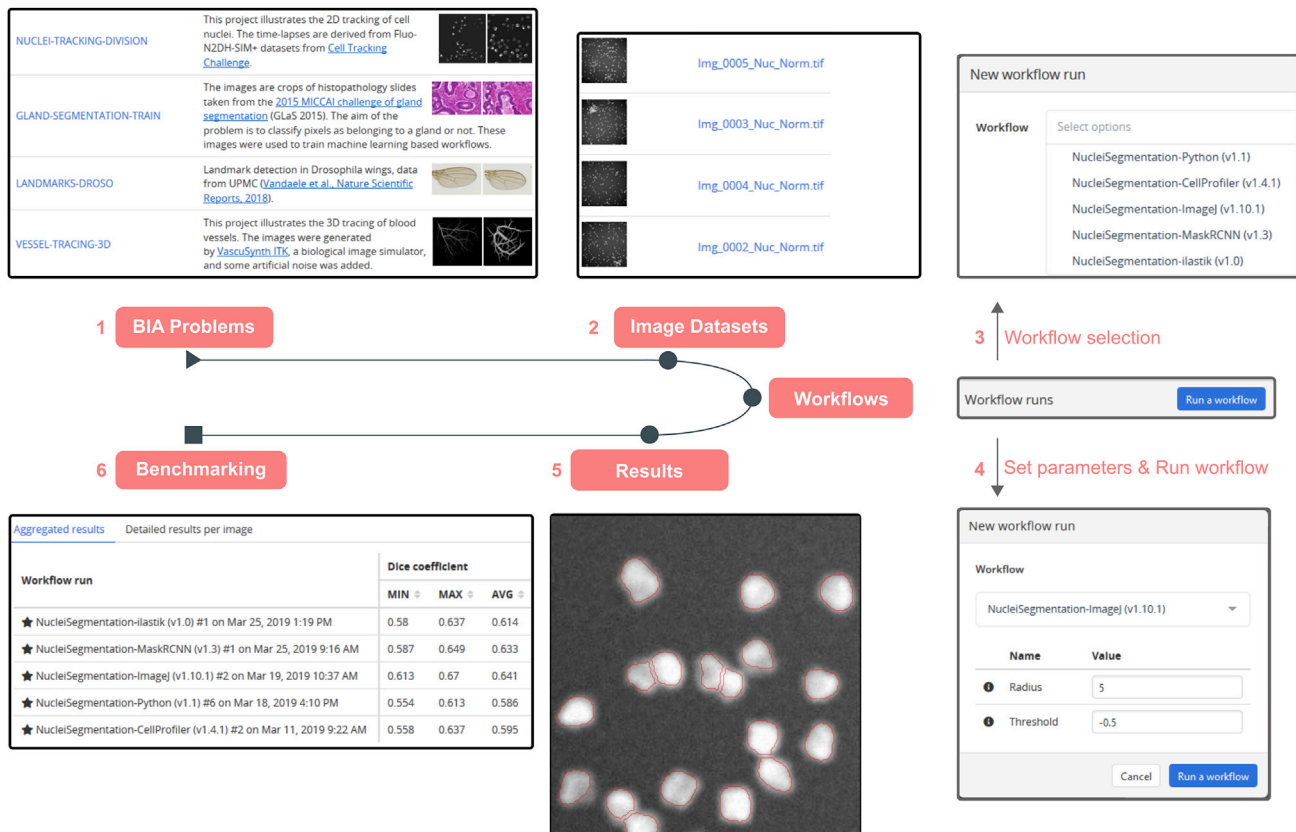 NUCLEI-TRACKING-DIVISION
This project illustrates the 2D tracking of cell
nuclei. The time-lapses are derived from Fluo-
N2DH-SIM+ datasets from Cell Tracking
Challenge.
GLAND-SEGMENTATION-TRAIN
The images are crops of histopathology slides
taken from the 2015 MICCAI challenge of gland
segmentation (GLaS 2015). The aim of the
problem is to classify pixels as belonging to a gland or not. These
images were used to train machine learning based workflows.
LANDMARKS-DROSO
Landmark detection in Drosophila wings, data
from UPMC (Vandaele et al., Nature Scientific
Reports, 2018).
VESSEL-TRACING-3D
This project illustrates the 3D tracing of blood
vessels. The images were generated
by VascuSynth ITK, a biological image simulator,
and some artificial noise was added.
Img_0005_Nuc_Norm.tif
Img_0003_Nuc_Norm.tif
Img_0004_Nuc_Norm.tif
Img_0002_Nuc_Norm.tif
New workflow run
Workflow
Select options
NucleiSegmentation-Python (v1.1)
NucleiSegmentation-CellProfiler (v1.4.1)
NucleiSegmentation-ImageJ (v1.10.1)
NucleiSegmentation-MaskRCNN (v1.3)
NucleiSegmentation-ilastik (v1.0)
1 BIA Problems
2 Image Datasets
3 Workflow selection
Workflows
Workflow runs
Run a workflow
4 Set parameters & Run workflow
5 Results
6 Benchmarking
Aggregated results Detailed results per image
Workflow run
Dice coefficient
MIN MAX AVG
NucleiSegmentation-ilastik (v1.0) #1 on Mar 25, 2019 1:19 PM 0.58 0.637 0.614
NucleiSegmentation-MaskRCNN (v1.3) #1 on Mar 25, 2019 9:16 AM 0.587 0.649 0.633
NucleiSegmentation-ImageJ (v1.10.1) #2 on Mar 19, 2019 10:37 AM 0.613 0.67 0.641
NucleiSegmentation-Python (v1.1) #6 on Mar 18, 2019 4:10 PM 0.554 0.613 0.586
NucleiSegmentation-CellProfiler (v1.4.1) #2 on Mar 11, 2019 9:22 AM 0.558 0.637 0.595
New workflow run
Workflow
NucleiSegmentation-ImageJ (v1.10.1)
Name Value
Radius 5
Threshold -0.5
Cancel Run a workflow